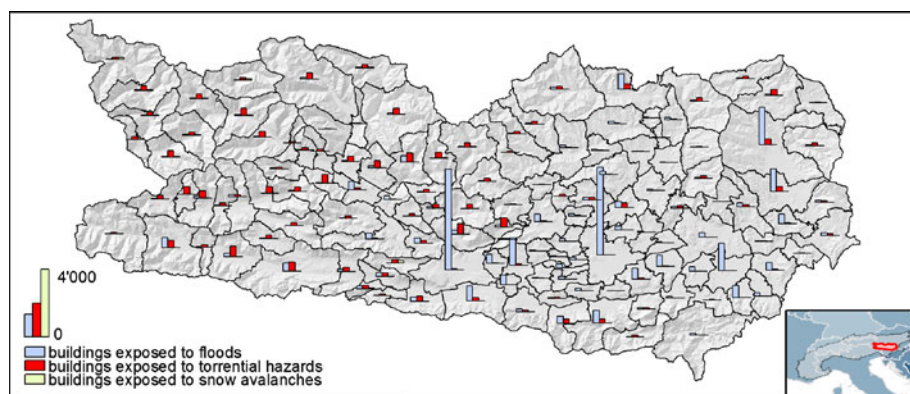 4'000
0
buildings exposed to floods
buildings exposed to torrential hazards
buildings exposed to snow avalanches